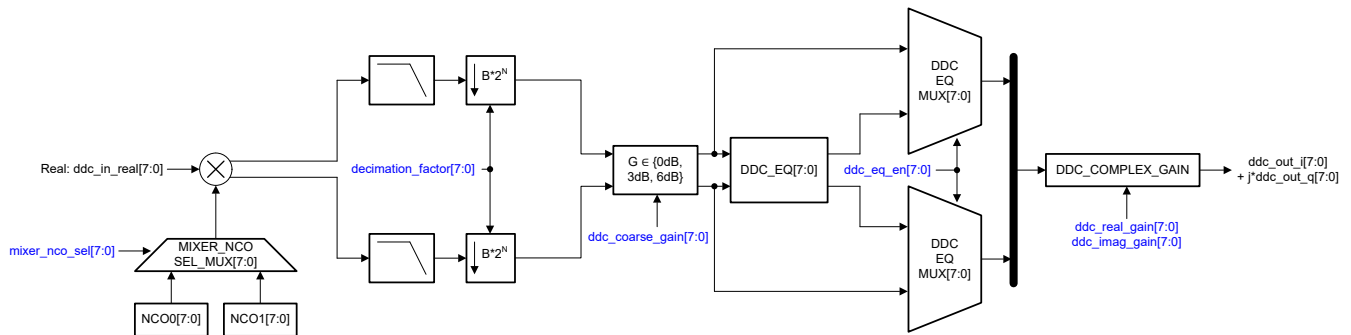 DDC
EQ
MUX[7:0]
B*2^N
Real: ddc_in_real[7:0]
decimation_factor[7:0]
G ∈ {0dB,
3dB, 6dB}
DDC_EQ[7:0]
ddc_eq_en[7:0]
DDC_COMPLEX_GAIN
ddc_out_i[7:0]
+ j*ddc_out_q[7:0]
mixer_nco_sel[7:0]
MIXER_NCO
SEL_MUX[7:0]
B*2^N
ddc_coarse_gain[7:0]
DDC
EQ
MUX[7:0]
ddc_real_gain[7:0]
ddc_imag_gain[7:0]
NCO0[7:0]
NCO1[7:0]